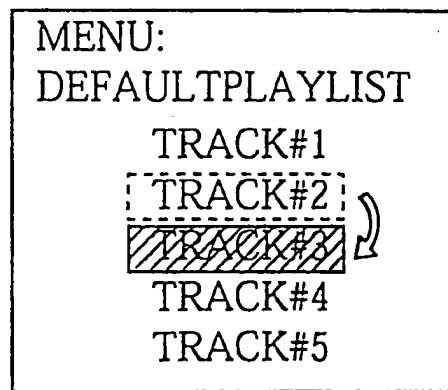 MENU:
DEFAULTPLAYLIST
TRACK#1
TRACK#2
TRACK#3
TRACK#4
TRACK#5